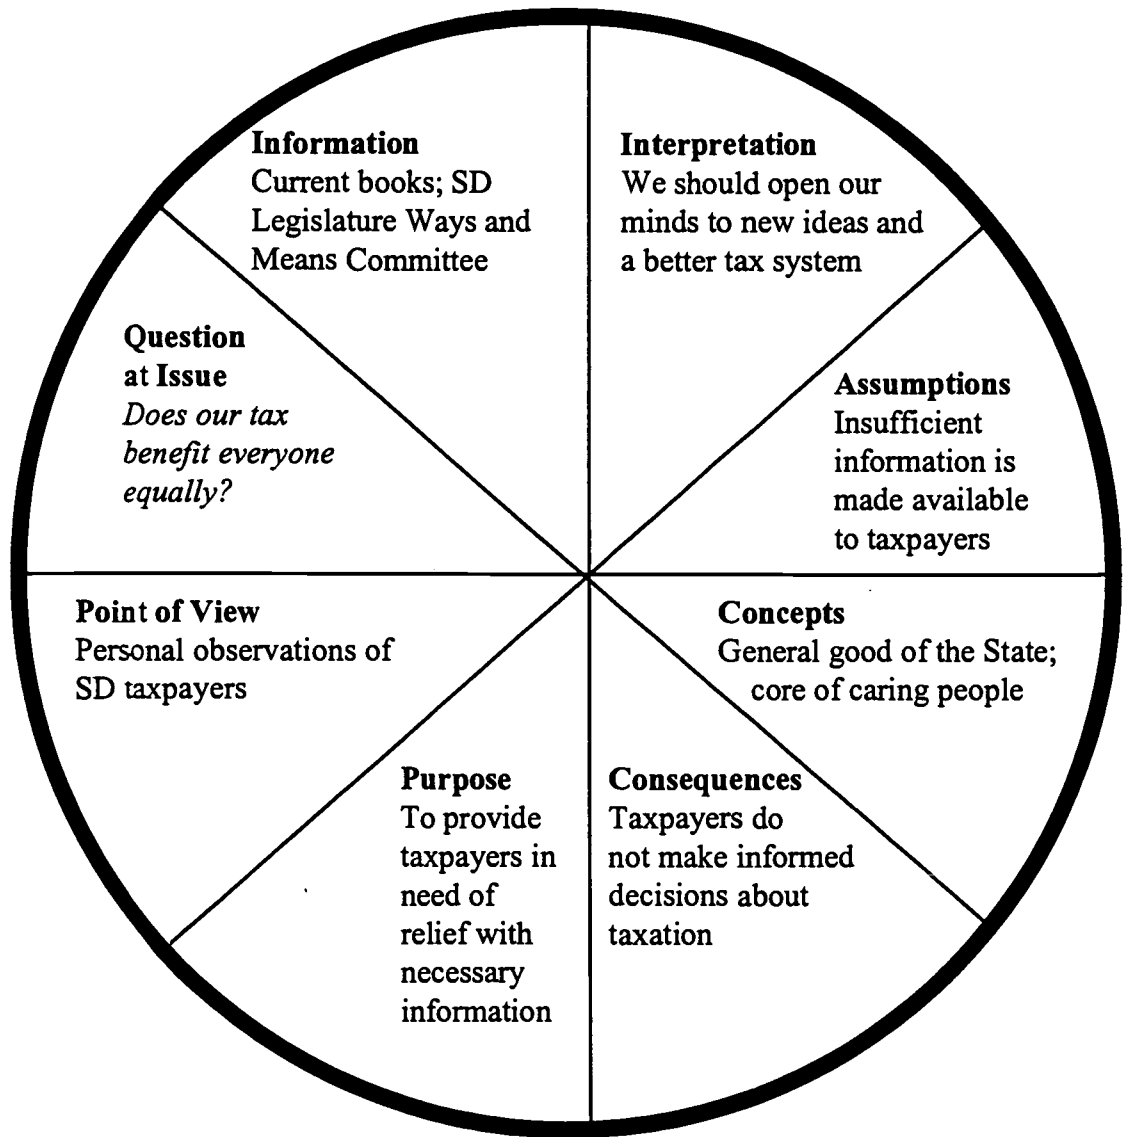 Information
Current books; SD
Legislature Ways and
Means Committee
Interpretation
We should open our
minds to new ideas and
a better tax system
Question
at Issue
Does our tax
benefit everyone
equally?
Assumptions
Insufficient
information is
made available
to taxpayers
Point of View
Personal observations of
SD taxpayers
Concepts
General good of the State;
core of caring people
Purpose
To provide
taxpayers in
need of
relief with
necessary
information
Consequences
Taxpayers do
not make informed
decisions about
taxation